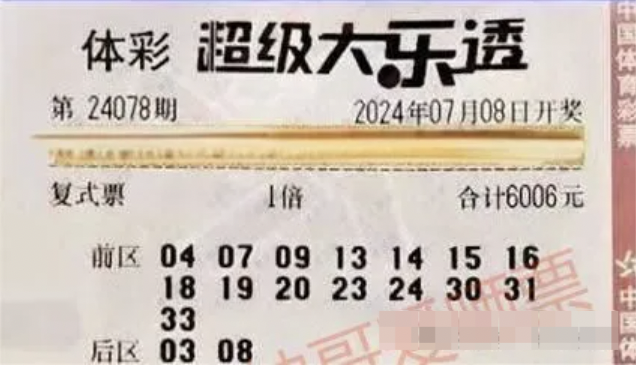 体彩 超级大乐透
第 24078期 2024年07月08日开奖
复式票 1倍 合计6006元
前区 04 07 09 13 14 15 16
18 19 20 23 24 30 31
33
后区 03 08
哥爱晒票
中国体育彩票
中国体